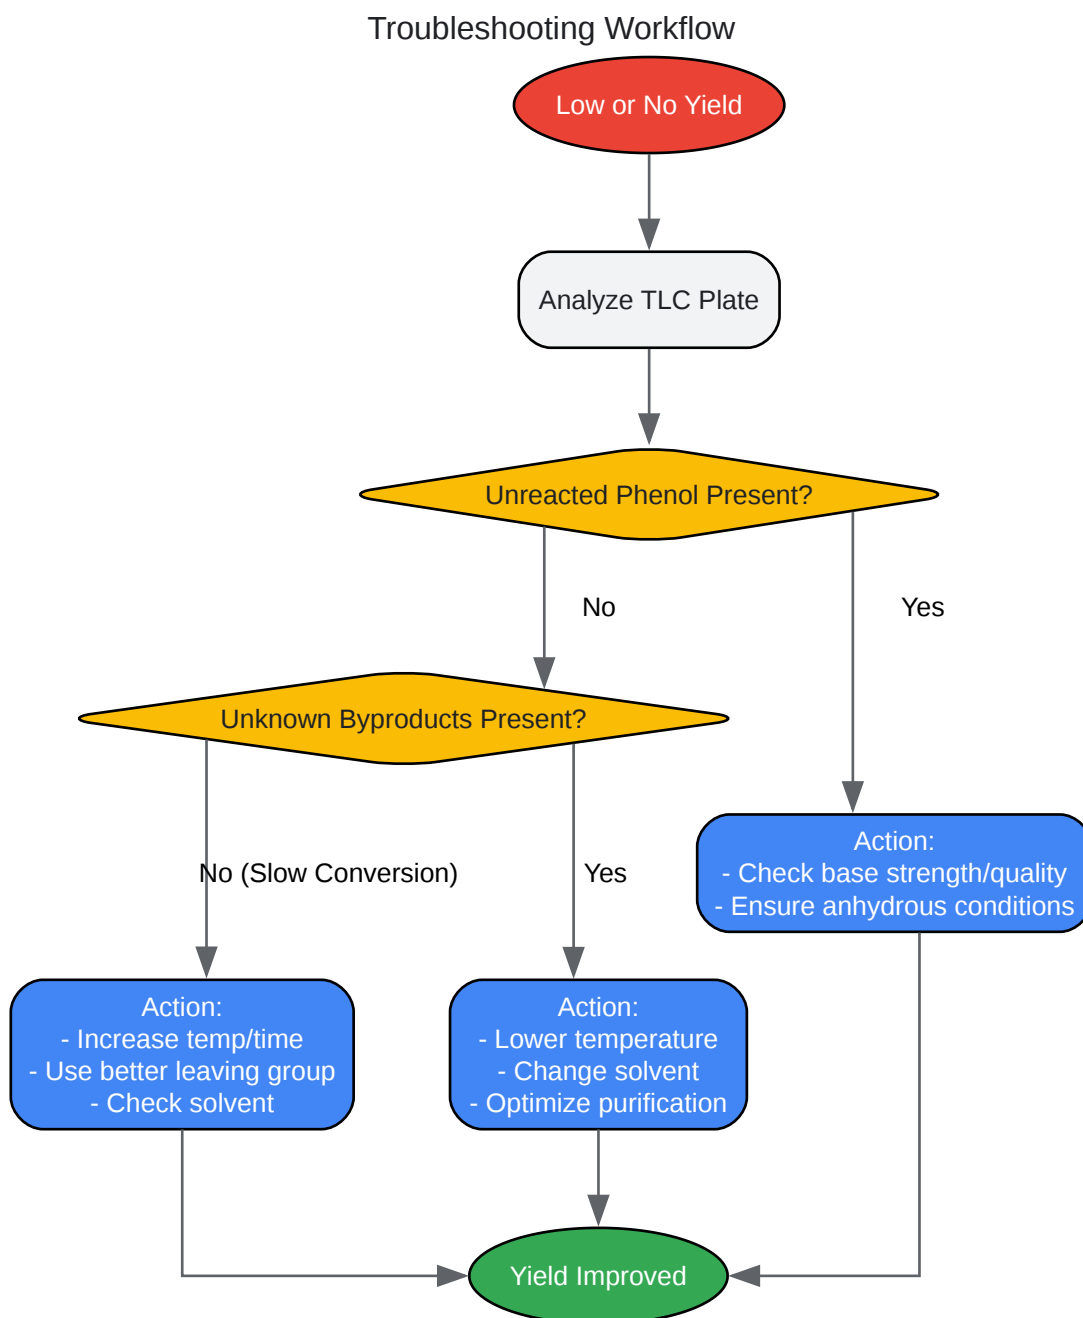 Troubleshooting Workflow
Low or No Yield
Analyze TLC Plate
Unreacted Phenol Present?
No
Yes
Unknown Byproducts Present?
No (Slow Conversion)
Yes
Action:
- Check base strength/quality
- Ensure anhydrous conditions
Action:
- Increase temp/time
- Use better leaving group
- Check solvent
Action:
- Lower temperature
- Change solvent
- Optimize purification
Yield Improved